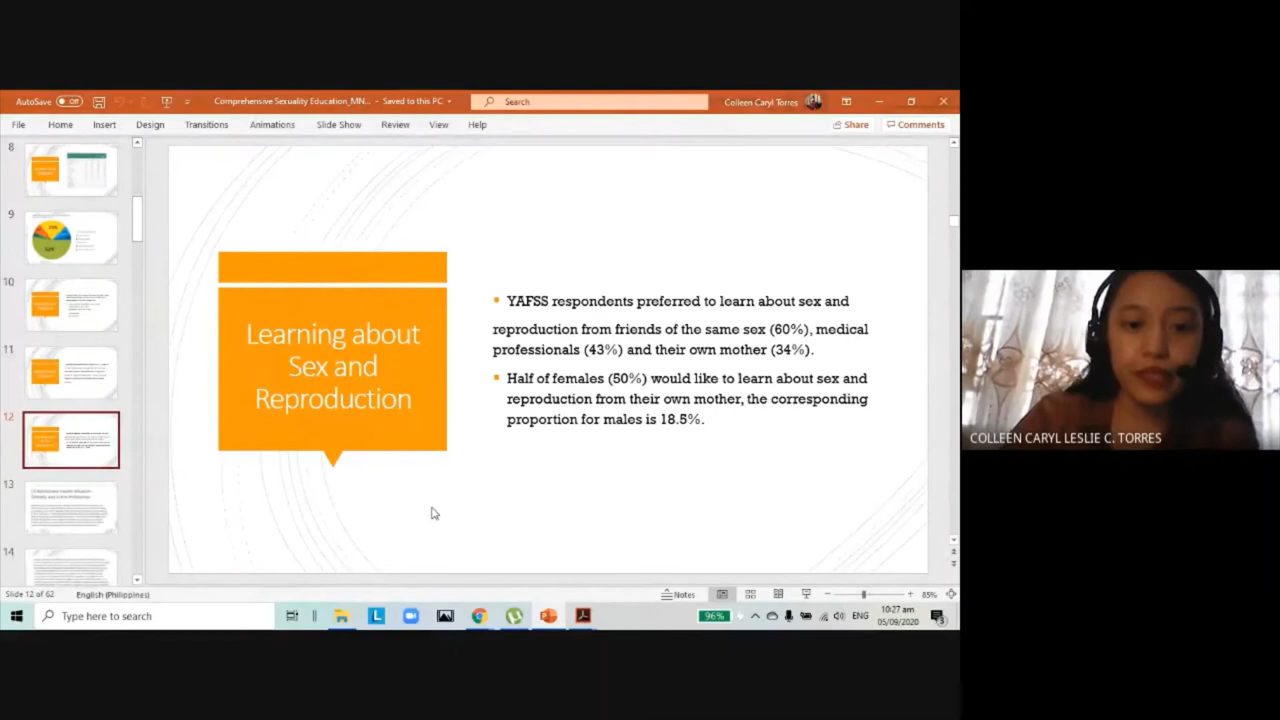 AutoSave Off
Comprehensive Sexuality Education_MN... - Saved to this PC
Search
Colleen Caryl Torres
File Home Insert Design Transitions Animations Slide Show Review View Help
Share Comments
8
9
10
11
12
13
14
Learning about
Sex and
Reproduction
YAFSS respondents preferred to learn about sex and
reproduction from friends of the same sex (60%), medical
professionals (43%) and their own mother (34%).
Half of females (50%) would like to learn about sex and
reproduction from their own mother, the corresponding
proportion for males is 18.5%.
COLLEEN CARYL LESLIE C. TORRES
Slide 12 of 62 English (Philippines)
Notes
85%
Type here to search
96%
ENG
10:27 am
05/09/2020